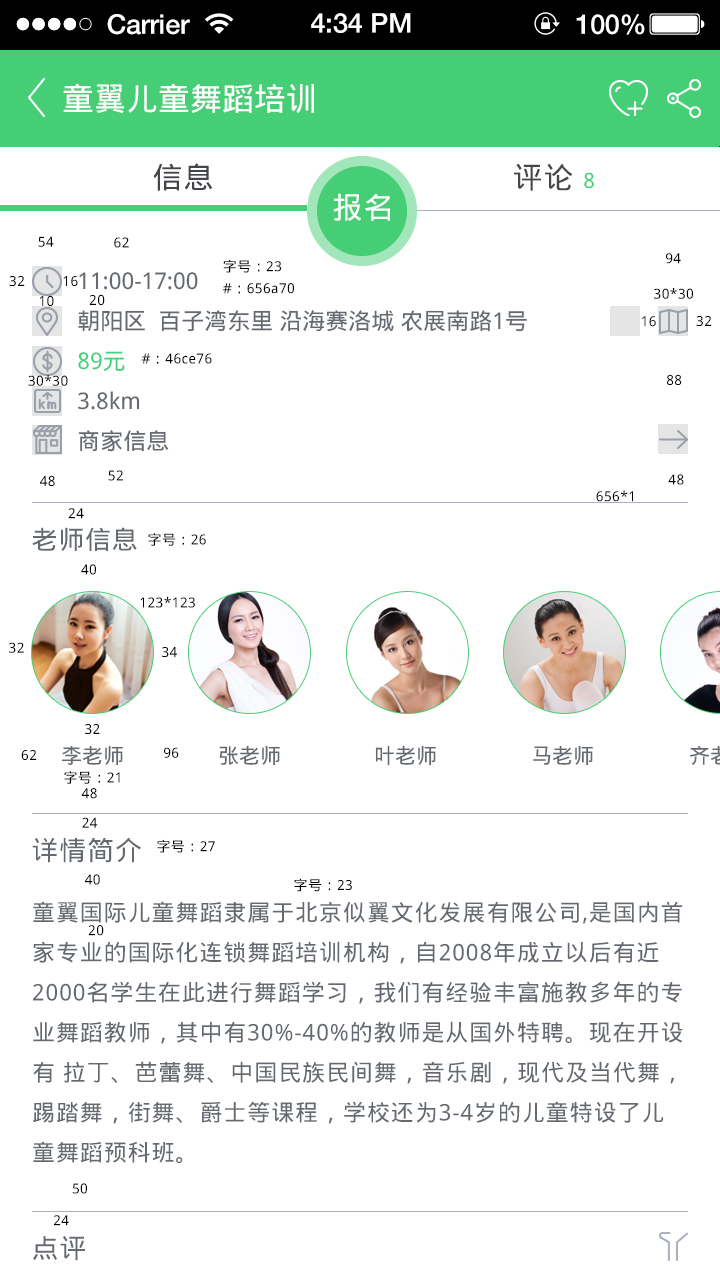 Carrier 4:34 PM 100%
童翼儿童舞蹈培训
信息 报名 评论 8
54 62 94
字号：23
32 16 11:00-17:00
#：656a70
10 20 30*30
朝阳区 百子湾东里 沿海赛洛城 农展南路1号 16 32
89元 #：46ce76
30*30 88
km 3.8km
商家信息
48 52 48
656*1
24
老师信息 字号：26
40
123*123
32 34
32
62 李老师 96 张老师 叶老师 马老师 齐老
字号：21
48
24
详情简介 字号：27
40 字号：23
童翼国际儿童舞蹈隶属于北京似翼文化发展有限公司,是国内首
20
家专业的国际化连锁舞蹈培训机构，自2008年成立以后有近
2000名学生在此进行舞蹈学习，我们有经验丰富施教多年的专
业舞蹈教师，其中有30%-40%的教师是从国外特聘。现在开设
有 拉丁、芭蕾舞、中国民族民间舞，音乐剧，现代及当代舞，
踢踏舞，街舞、爵士等课程，学校还为3-4岁的儿童特设了儿
童舞蹈预科班。
50
24
点评